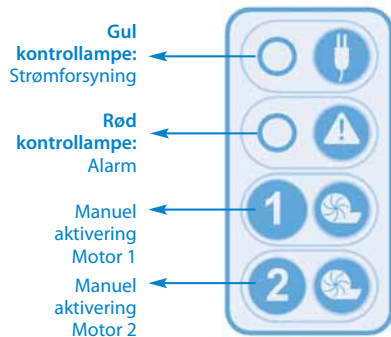 Gul
kontrollampe:
Strømforsyning
Rød
kontrollampe:
Alarm
Manuel
aktivering
Motor 1
1
Manuel
aktivering
Motor 2
2